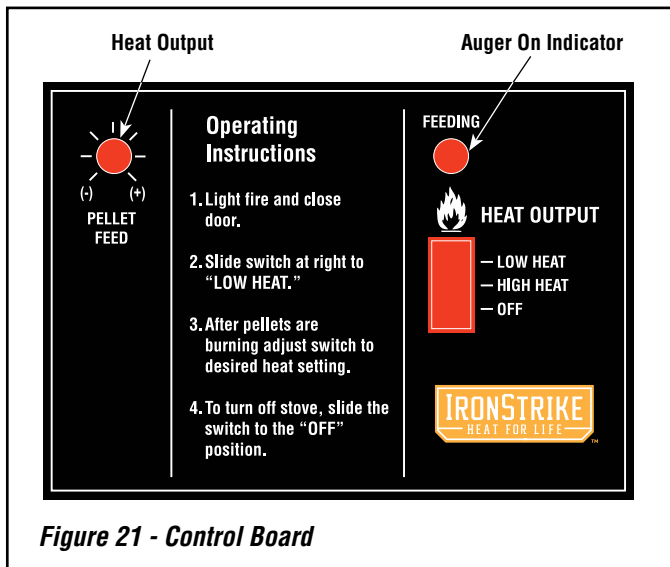 Heat Output
Auger On Indicator
(-) (+)
PELLET
FEED
Operating
Instructions
1. Light fire and close
door.
2. Slide switch at right to
“LOW HEAT.”
3. After pellets are
burning adjust switch to
desired heat setting.
4. To turn off stove, slide the
switch to the “OFF”
position.
FEEDING
HEAT OUTPUT
LOW HEAT
HIGH HEAT
OFF
IRONSTRIKE
HEAT FOR LIFE
™
Figure 21 - Control Board